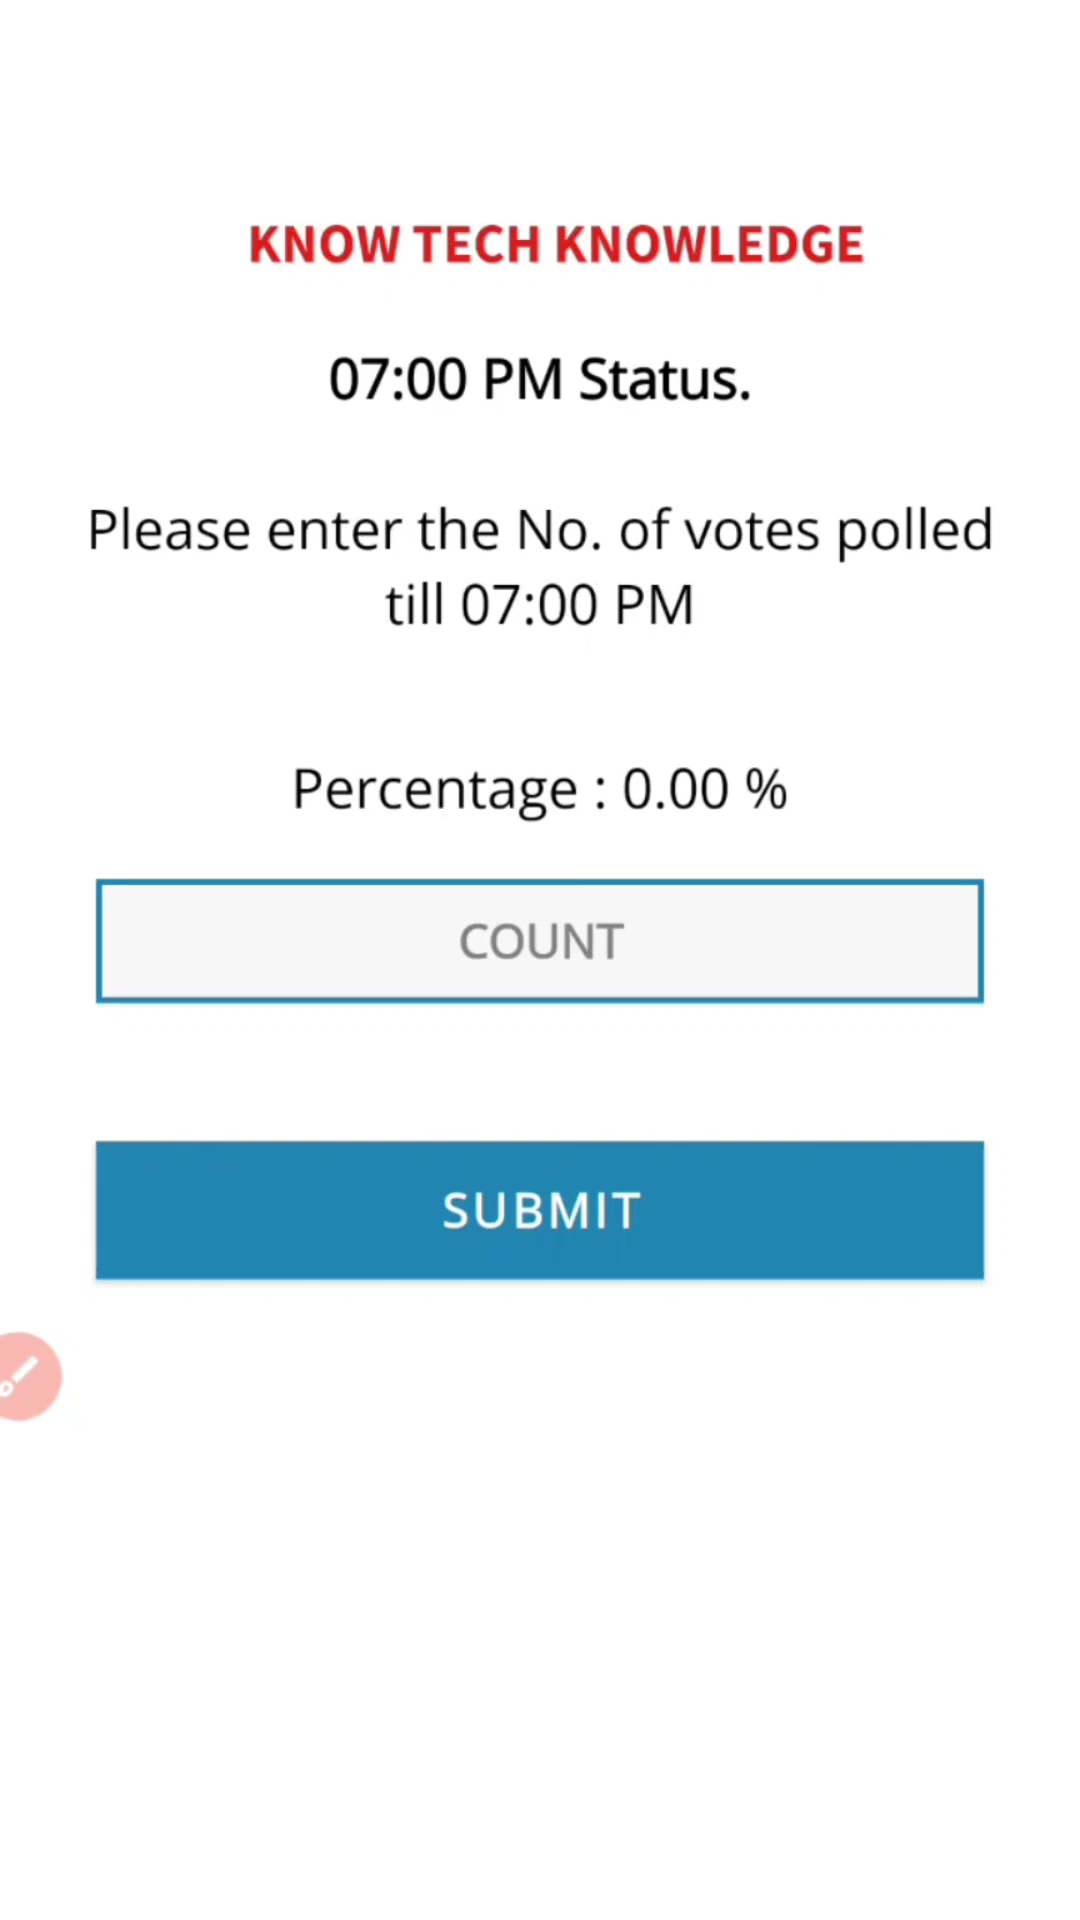 KNOW TECH KNOWLEDGE
07:00 PM Status.
Please enter the No. of votes polled
till 07:00 PM
Percentage : 0.00 %
COUNT
SUBMIT